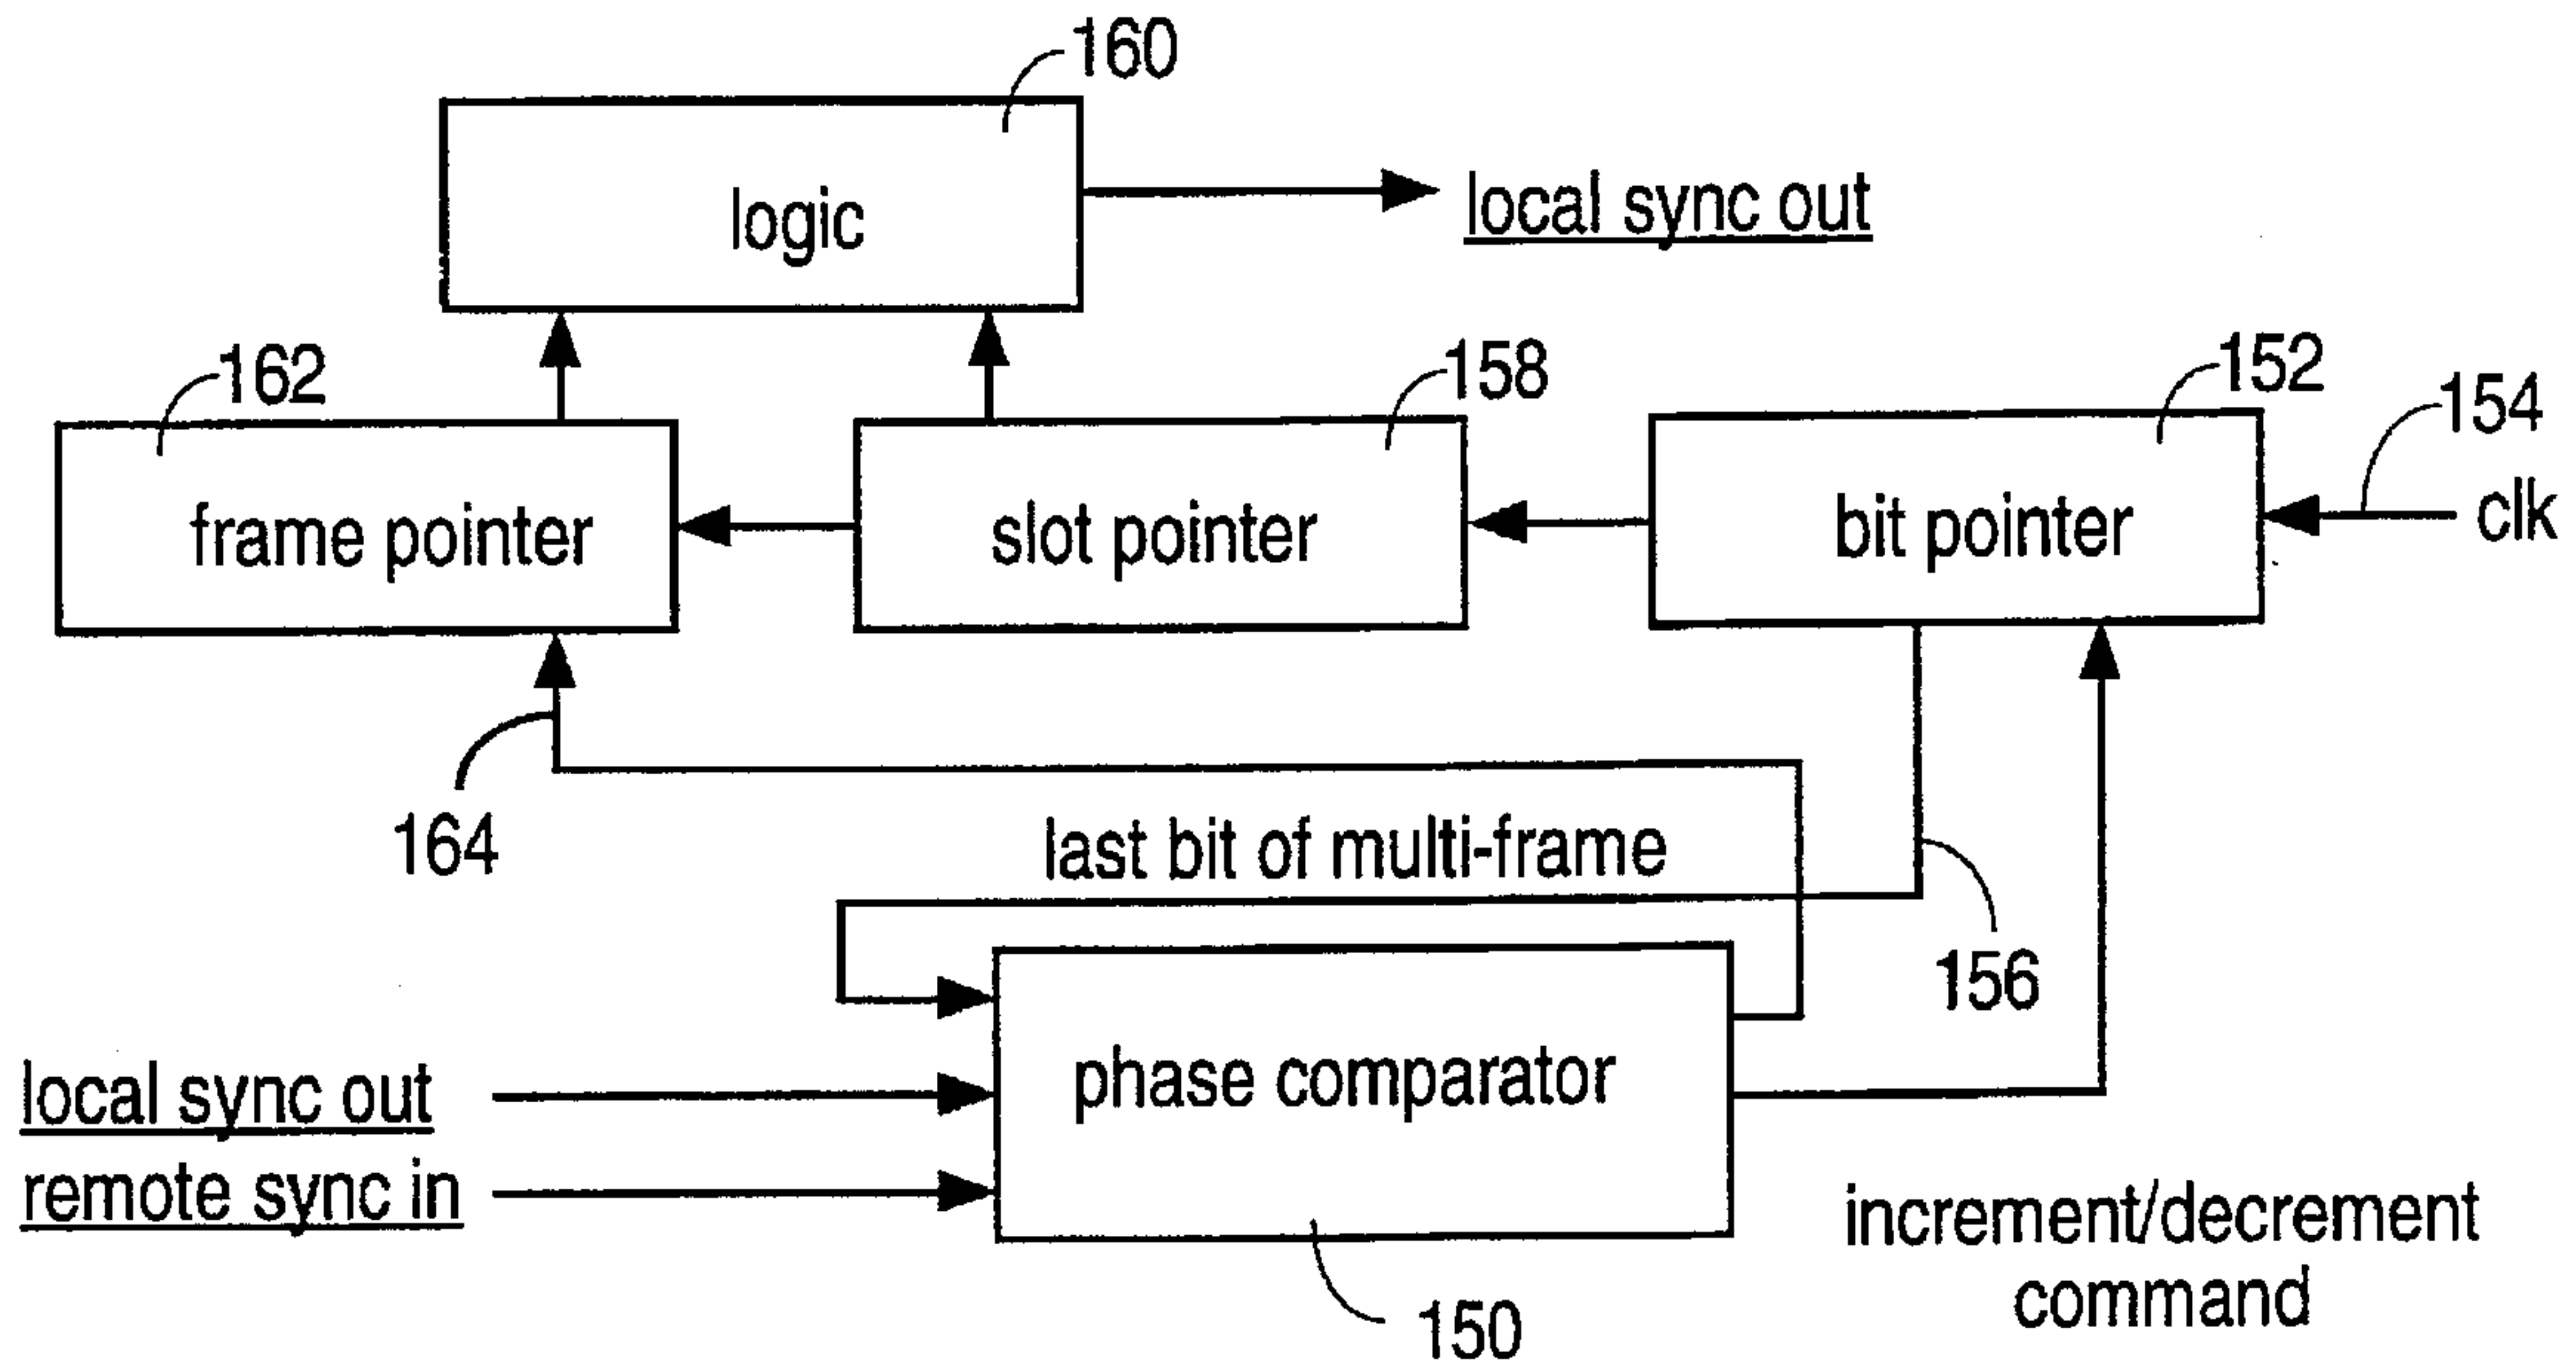 160
logic
local sync out
162
158
152
154
frame pointer
slot pointer
bit pointer
clk
164
last bit of multi-frame
156
phase comparator
local sync out
remote sync in
increment/decrement
command
150